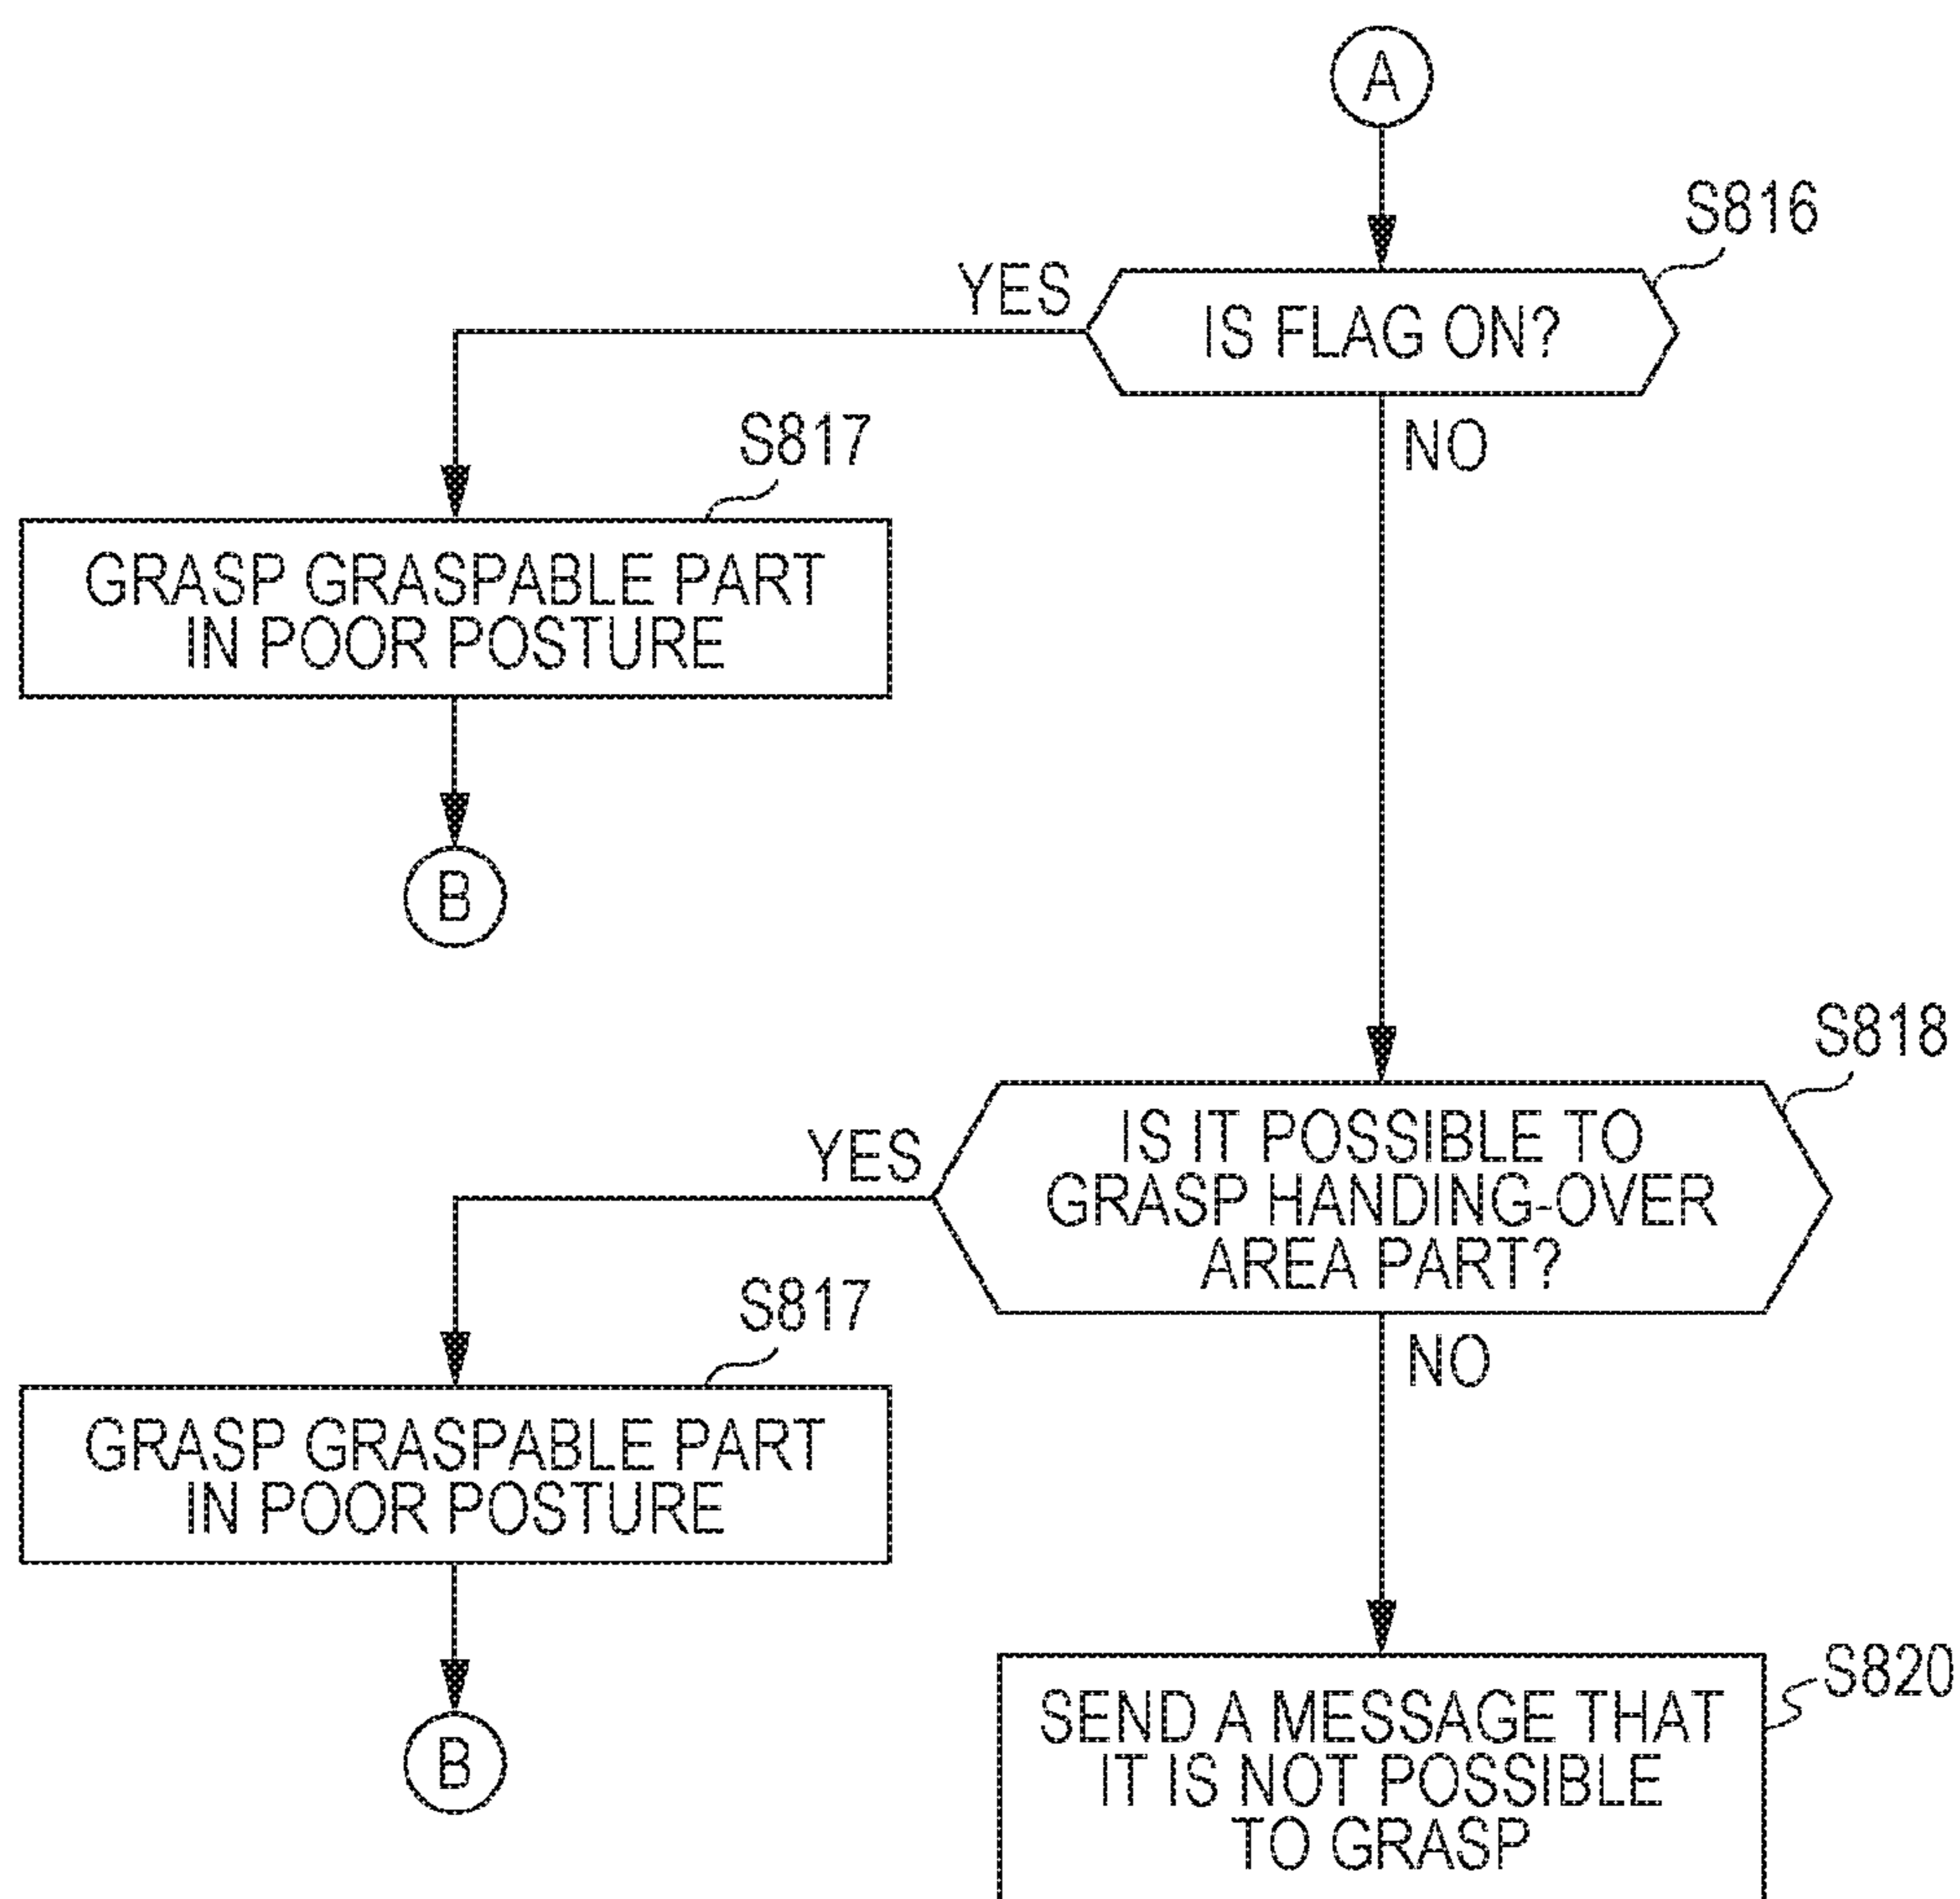 A
S816
YES
IS FLAG ON?
NO
S817
GRASP GRASPABLE PART
IN POOR POSTURE
B
S818
YES
IS IT POSSIBLE TO
GRASP HANDING-OVER
AREA PART?
NO
S817
GRASP GRASPABLE PART
IN POOR POSTURE
B
S820
SEND A MESSAGE THAT
IT IS NOT POSSIBLE
TO GRASP